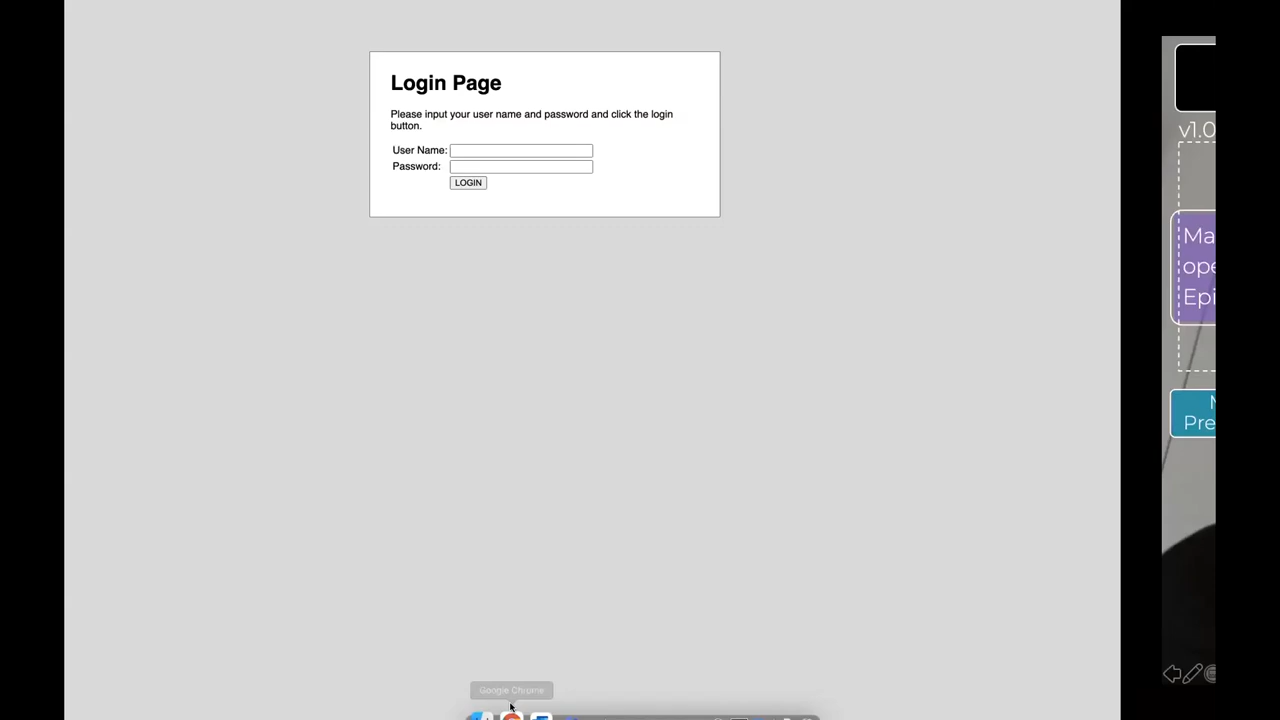 Login Page
Please input your user name and password and click the login
button.
User Name:
Password:
LOGIN
Google Chrome
v1.0
Ma
ope
Epi
Pre